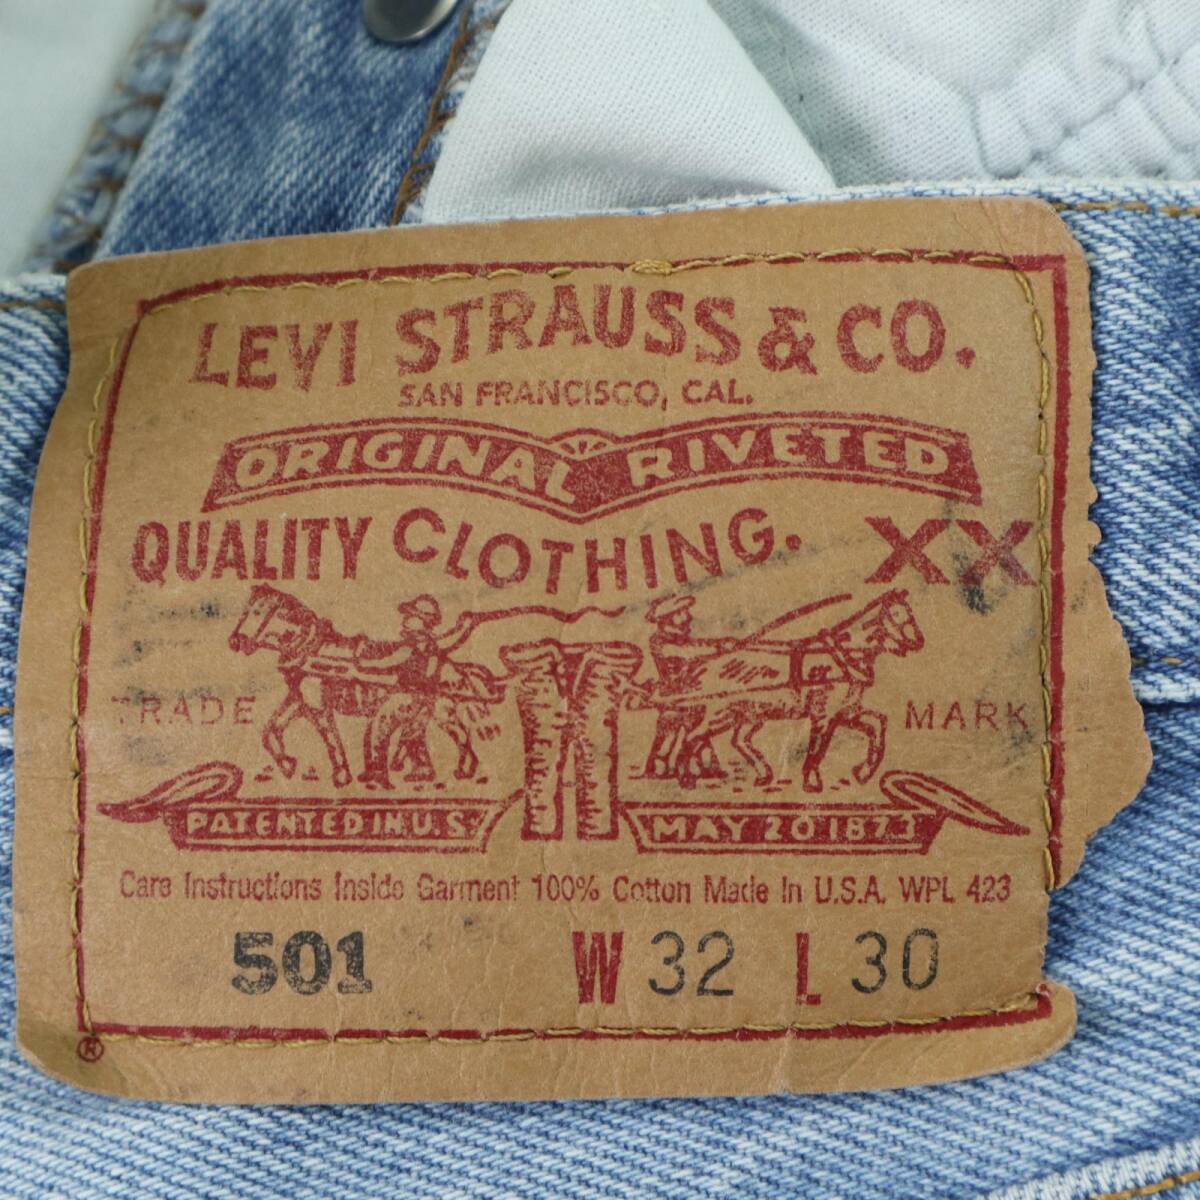 LEVI STRAUSS & CO.
SAN FRANCISCO, CAL.
ORIGINAL RIVETED
QUALITY CLOTHING. XX
TRADE MARK
PATENTED IN U.S. MAY 20 1873
Care Instructions Inside Garment 100% Cotton Made In U.S.A. WPL 423
501 W 32 L 30
®